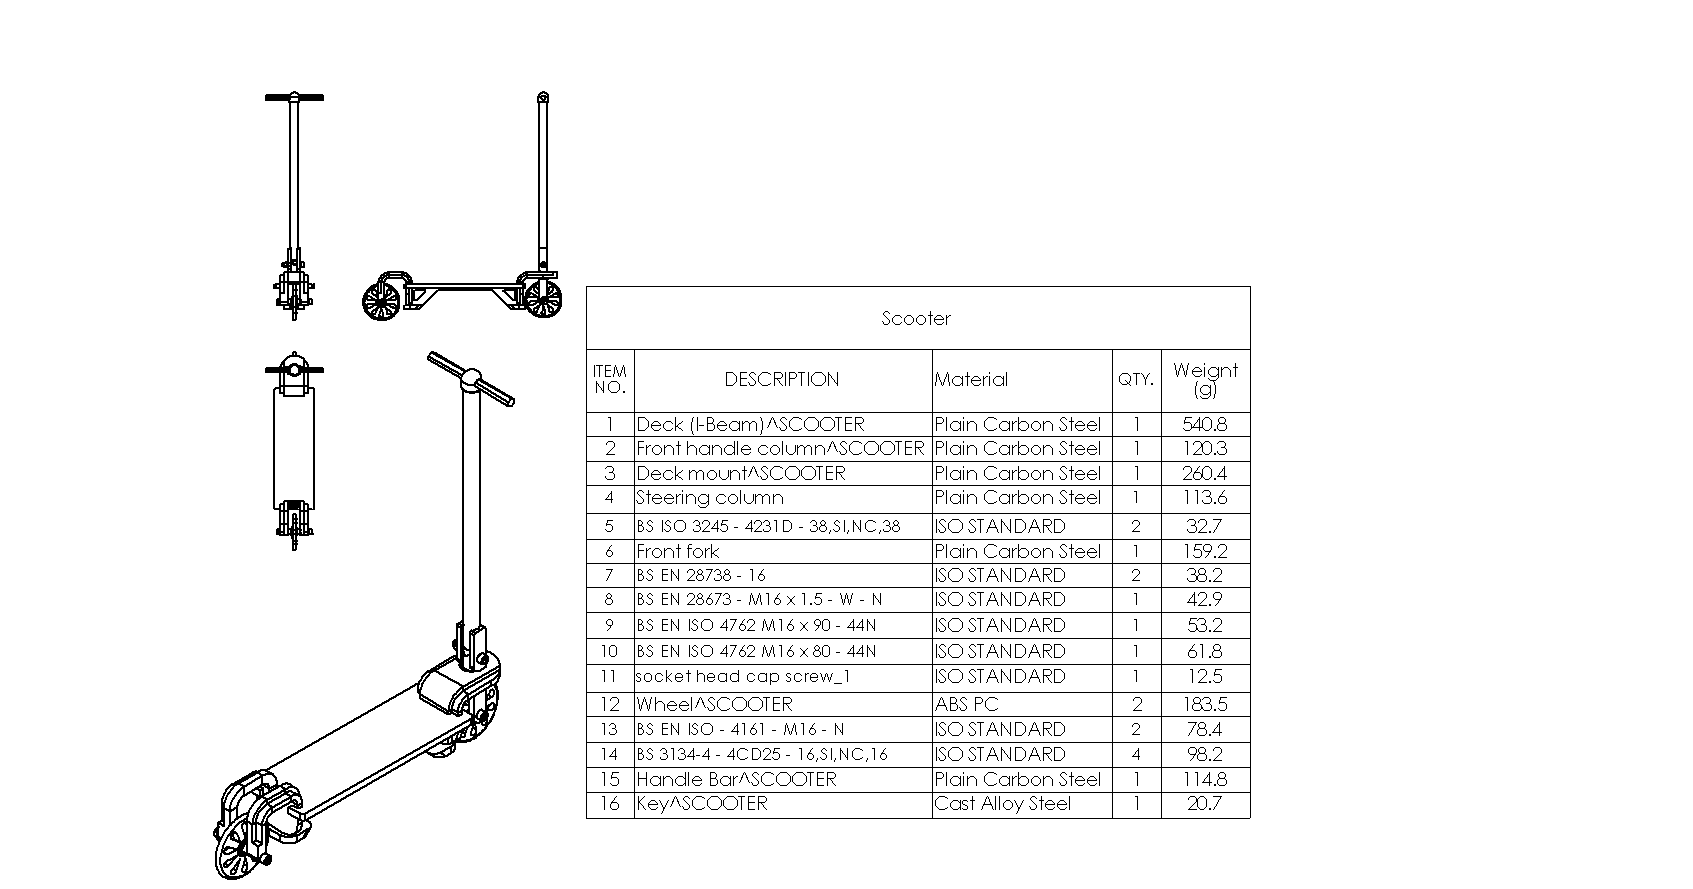 Scooter
ITEM NO. DESCRIPTION Material QTY. Weignt (g)
1 Deck (I-Beam)^SCOOTER Plain Carbon Steel 1 540.8
2 Front handle column^SCOOTER Plain Carbon Steel 1 120.3
3 Deck mount^SCOOTER Plain Carbon Steel 1 260.4
4 Steering column Plain Carbon Steel 1 113.6
5 BS ISO 3245 - 4231D - 38,SI,NC,38 ISO STANDARD 2 32.7
6 Front fork Plain Carbon Steel 1 159.2
7 BS EN 28738 - 16 ISO STANDARD 2 38.2
8 BS EN 28673 - M16 x 1.5 - W - N ISO STANDARD 1 42.9
9 BS EN ISO 4762 M16 x 90 - 44N ISO STANDARD 1 53.2
10 BS EN ISO 4762 M16 x 80 - 44N ISO STANDARD 1 61.8
11 socket head cap screw_1 ISO STANDARD 1 12.5
12 Wheel^SCOOTER ABS PC 2 183.5
13 BS EN ISO - 4161 - M16 - N ISO STANDARD 2 78.4
14 BS 3134-4 - 4CD25 - 16,SI,NC,16 ISO STANDARD 4 98.2
15 Handle Bar^SCOOTER Plain Carbon Steel 1 114.8
16 Key^SCOOTER Cast Alloy Steel 1 20.7